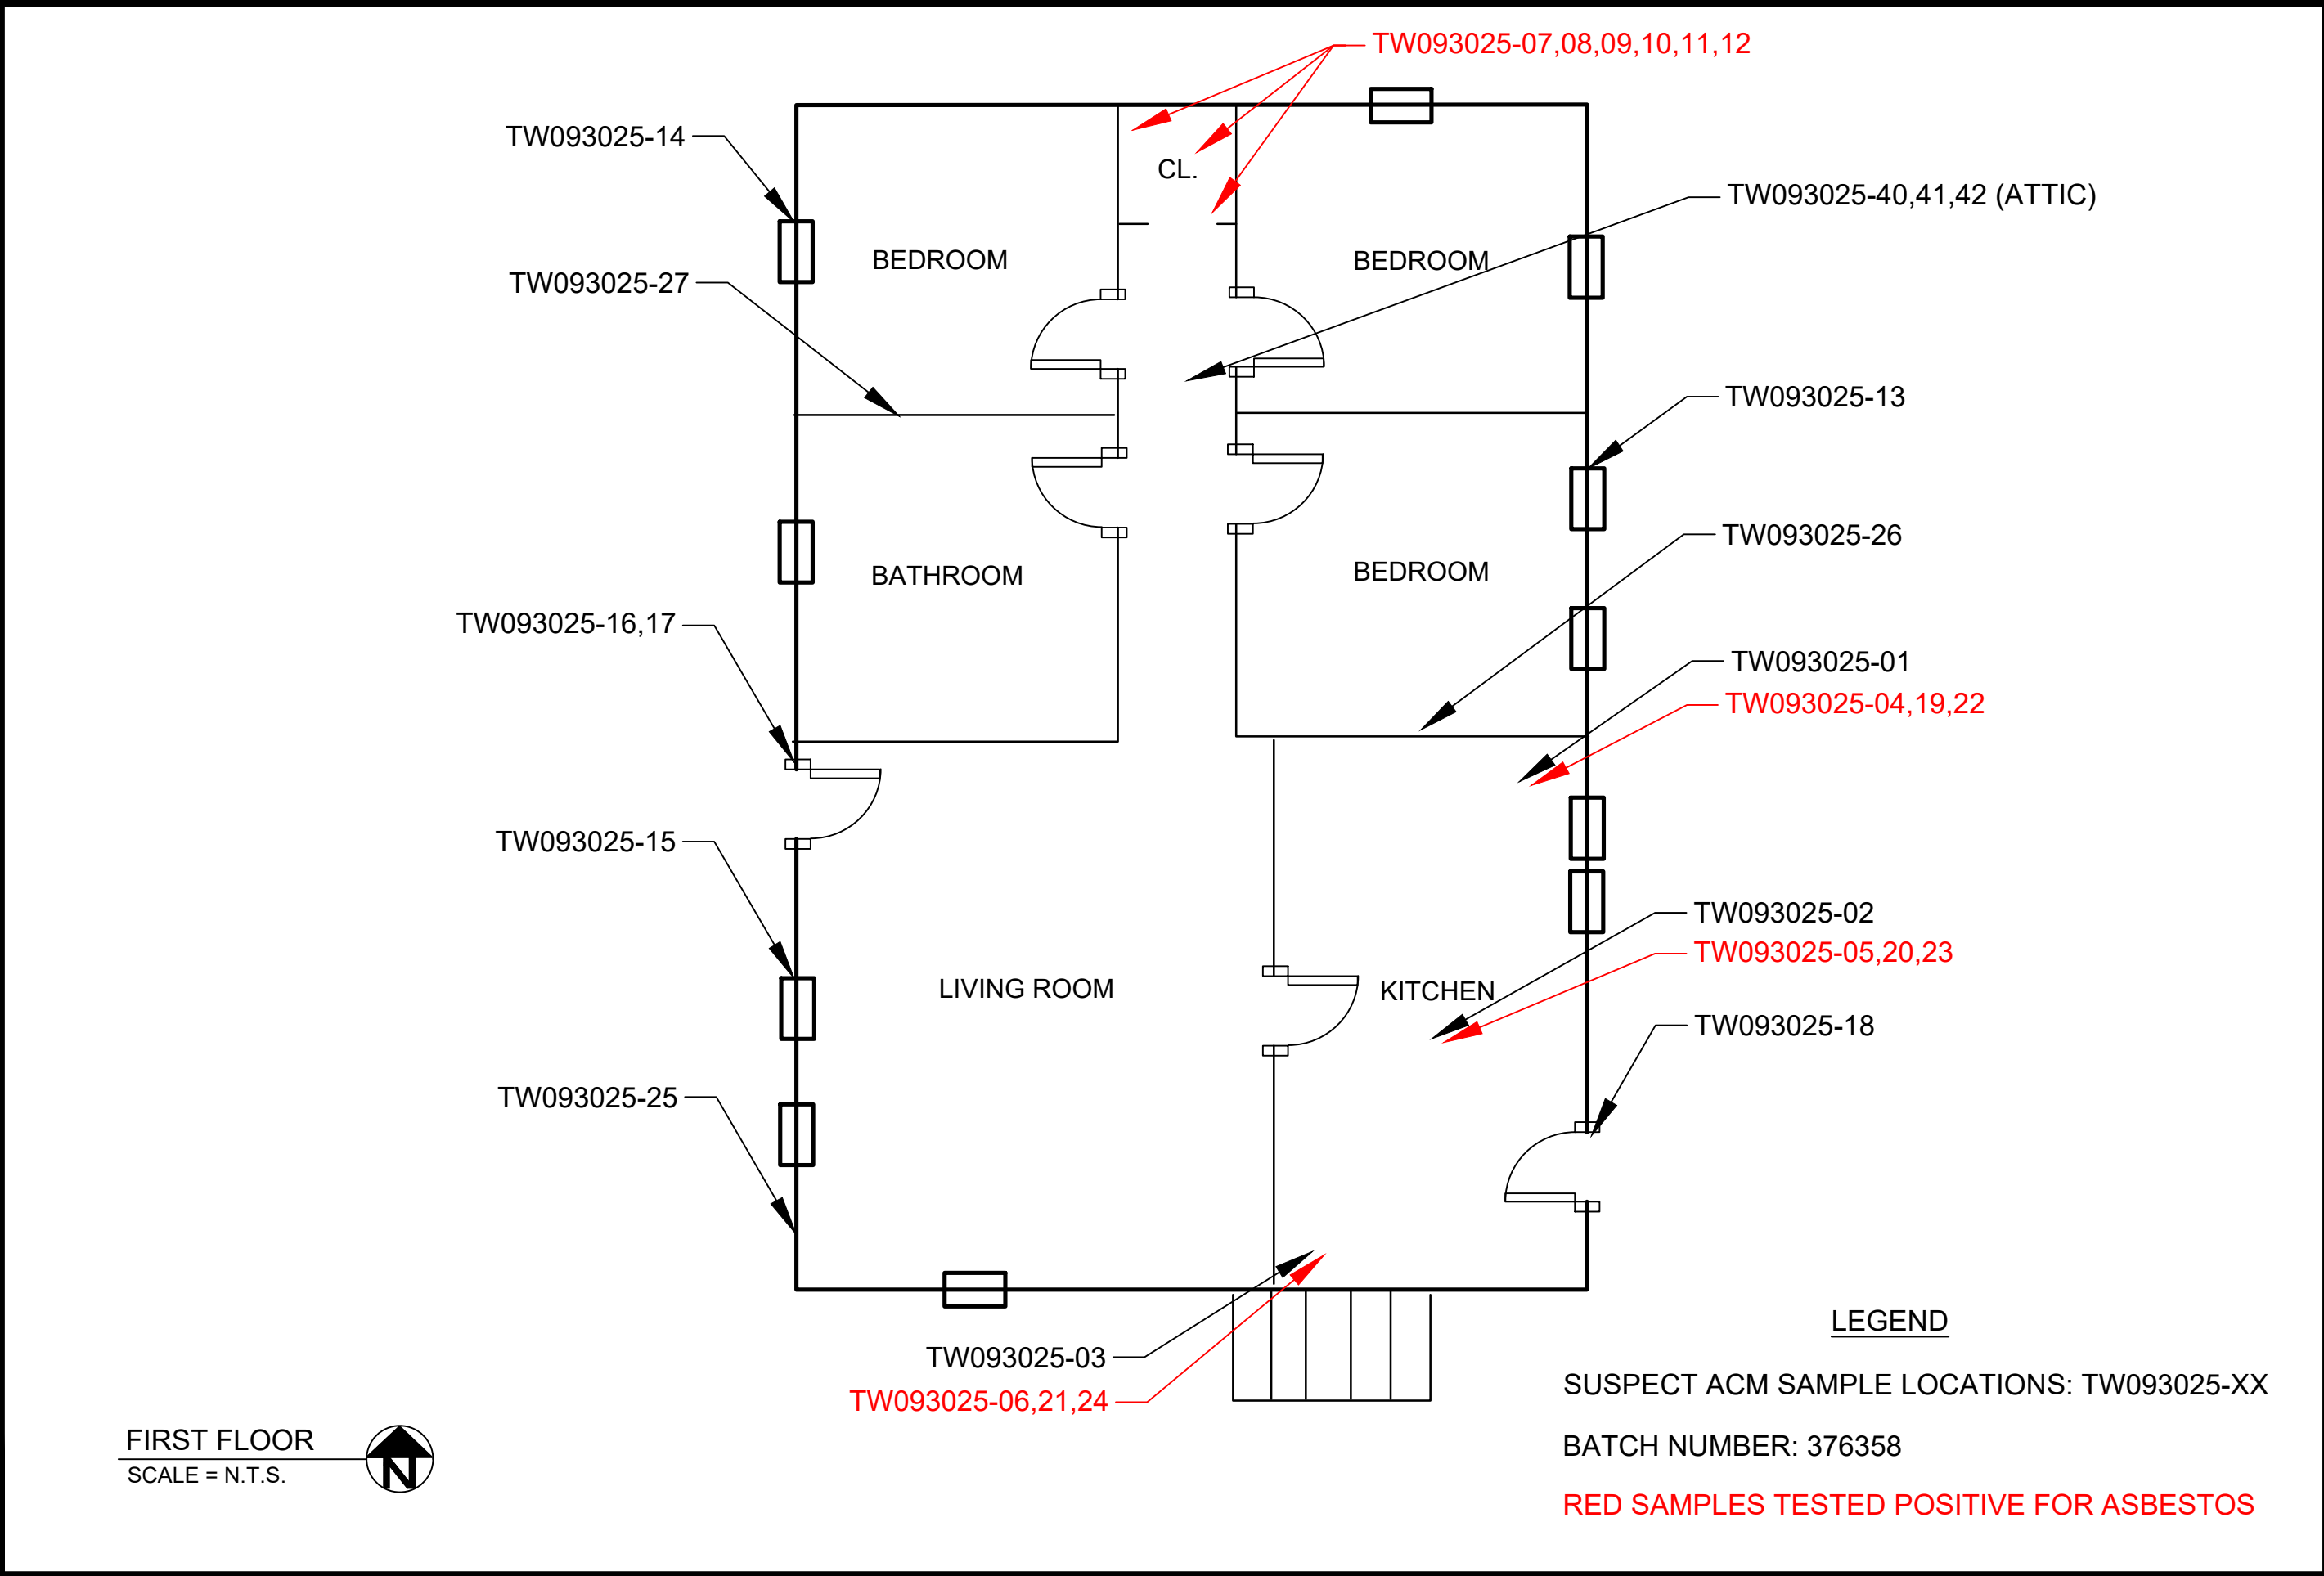 TW093025-07,08,09,10,11,12
TW093025-14
CL.
TW093025-40,41,42 (ATTIC)
BEDROOM
BEDROOM
TW093025-27
TW093025-13
TW093025-26
BATHROOM
BEDROOM
TW093025-16,17
TW093025-01
TW093025-04,19,22
TW093025-15
TW093025-02
TW093025-05,20,23
LIVING ROOM
KITCHEN
TW093025-18
TW093025-25
TW093025-03
TW093025-06,21,24
LEGEND
SUSPECT ACM SAMPLE LOCATIONS: TW093025-XX
BATCH NUMBER: 376358
RED SAMPLES TESTED POSITIVE FOR ASBESTOS
FIRST FLOOR
SCALE = N.T.S.
N